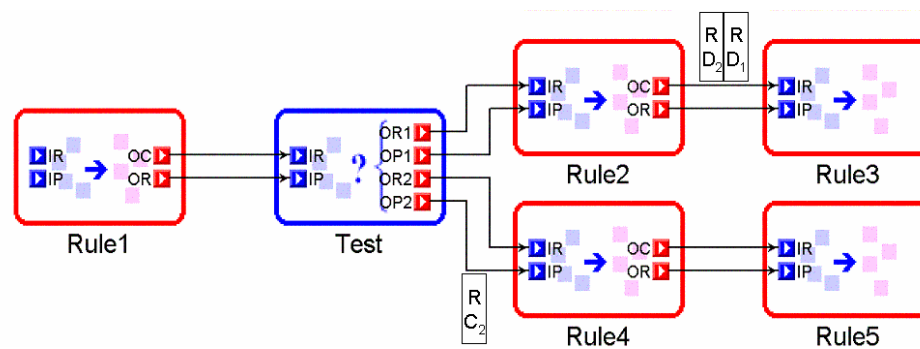 R R
D₂ D₁
IR OC IR
IP OR IP
Rule2 Rule3
IR OC IR OR1
IP OR IP ? OP1
OR2
OP2
Rule1 Test
IR OC IR
IP OR IP
R
C₂
Rule4 Rule5